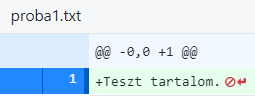 proba1.txt
@@ -0,0 +1 @@
1 +Teszt tartalom.